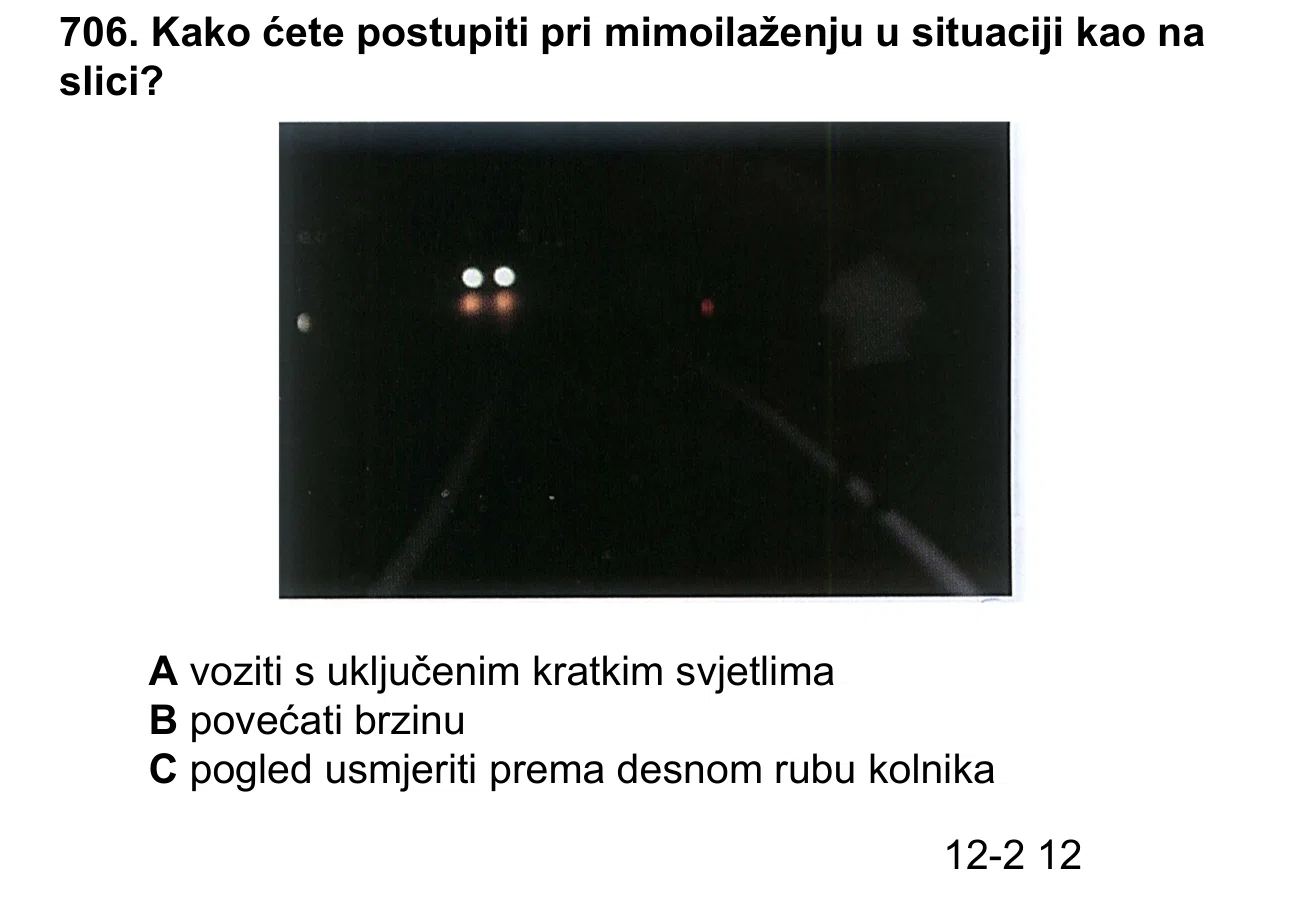 706. Kako ćete postupiti pri mimoilaženju u situaciji kao na
slici?
A voziti s uključenim kratkim svjetlima
B povećati brzinu
C pogled usmjeriti prema desnom rubu kolnika
12-2 12